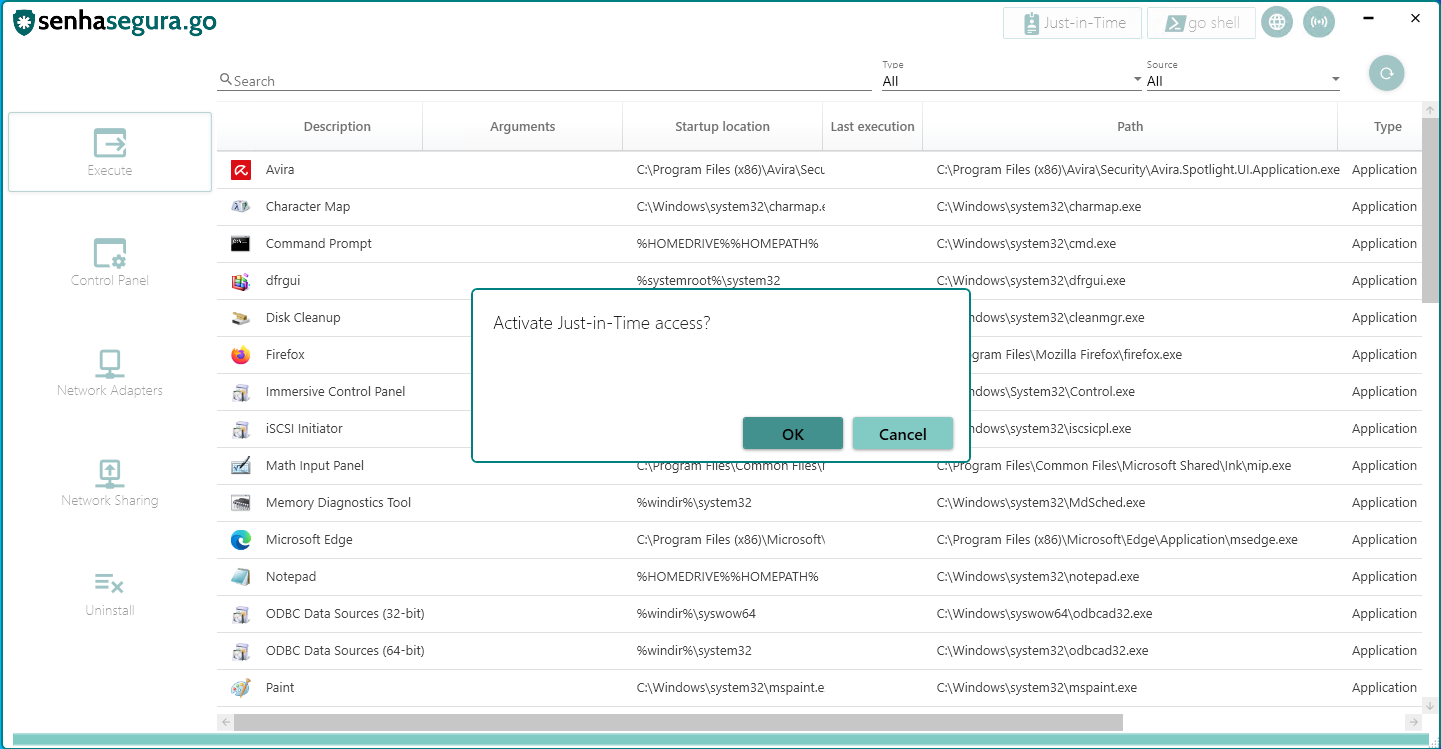 senhasegura.go
Just-in-Time
go shell
Search
Type
All
Source
All
Execute
Control Panel
Network Adapters
Network Sharing
Uninstall
Description Arguments Startup location Last execution Path Type
Avira C:\Program Files (x86)\Avira\Secu C:\Program Files (x86)\Avira\Security\Avira.Spotlight.UI.Application.exe Application
Character Map C:\Windows\system32\charmap.e C:\Windows\system32\charmap.exe Application
Command Prompt %HOMEDRIVE%%HOMEPATH% C:\Windows\system32\cmd.exe Application
dfrgui %systemroot%\system32 C:\Windows\system32\dfrgui.exe Application
Disk Cleanup ndows\system32\cleanmgr.exe Application
Firefox gram Files\Mozilla Firefox\firefox.exe Application
Immersive Control Panel ndows\System32\Control.exe Application
iSCSI Initiator ndows\system32\iscsicpl.exe Application
Math Input Panel C:\Program Files\Common Files\ C:\Program Files\Common Files\Microsoft Shared\Ink\mip.exe Application
Memory Diagnostics Tool %windir%\system32 C:\Windows\system32\MdSched.exe Application
Microsoft Edge C:\Program Files (x86)\Microsoft\ C:\Program Files (x86)\Microsoft\Edge\Application\msedge.exe Application
Notepad %HOMEDRIVE%%HOMEPATH% C:\Windows\system32\notepad.exe Application
ODBC Data Sources (32-bit) %windir%\syswow64 C:\Windows\syswow64\odbcad32.exe Application
ODBC Data Sources (64-bit) %windir%\system32 C:\Windows\system32\odbcad32.exe Application
Paint C:\Windows\system32\mspaint.e C:\Windows\system32\mspaint.exe Application
Activate Just-in-Time access?
OK
Cancel